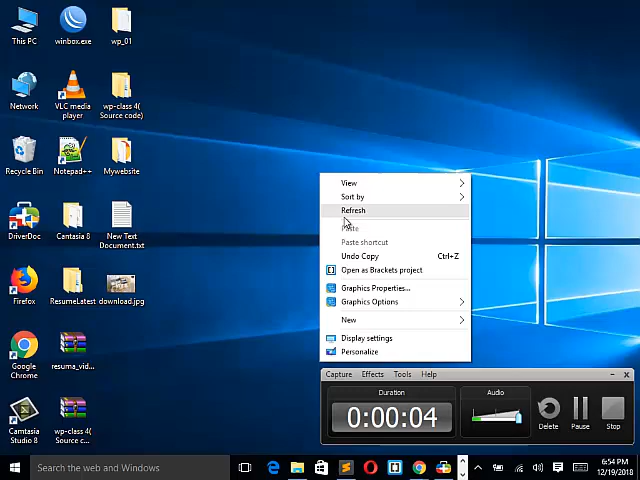 This PC
winbox.exe
wp_01
Network
VLC media
player
wp-class 4(
Source code)
Recycle Bin
Notepad++
Mywebsite
DriverDoc
Camtasia 8
New Text
Document.txt
Firefox
ResumeLatest
download.jpg
Google
Chrome
resuma_vid...
Camtasia
Studio 8
wp-class 4(
Source c...
View
Sort by
Refresh
Paste
Paste shortcut
Undo Copy Ctrl+Z
Open as Brackets project
Graphics Properties...
Graphics Options
New
Display settings
Personalize
Capture Effects Tools Help
Duration
0:00:04
Audio
Delete
Pause
Stop
Search the web and Windows
6:54 PM
12/19/2018